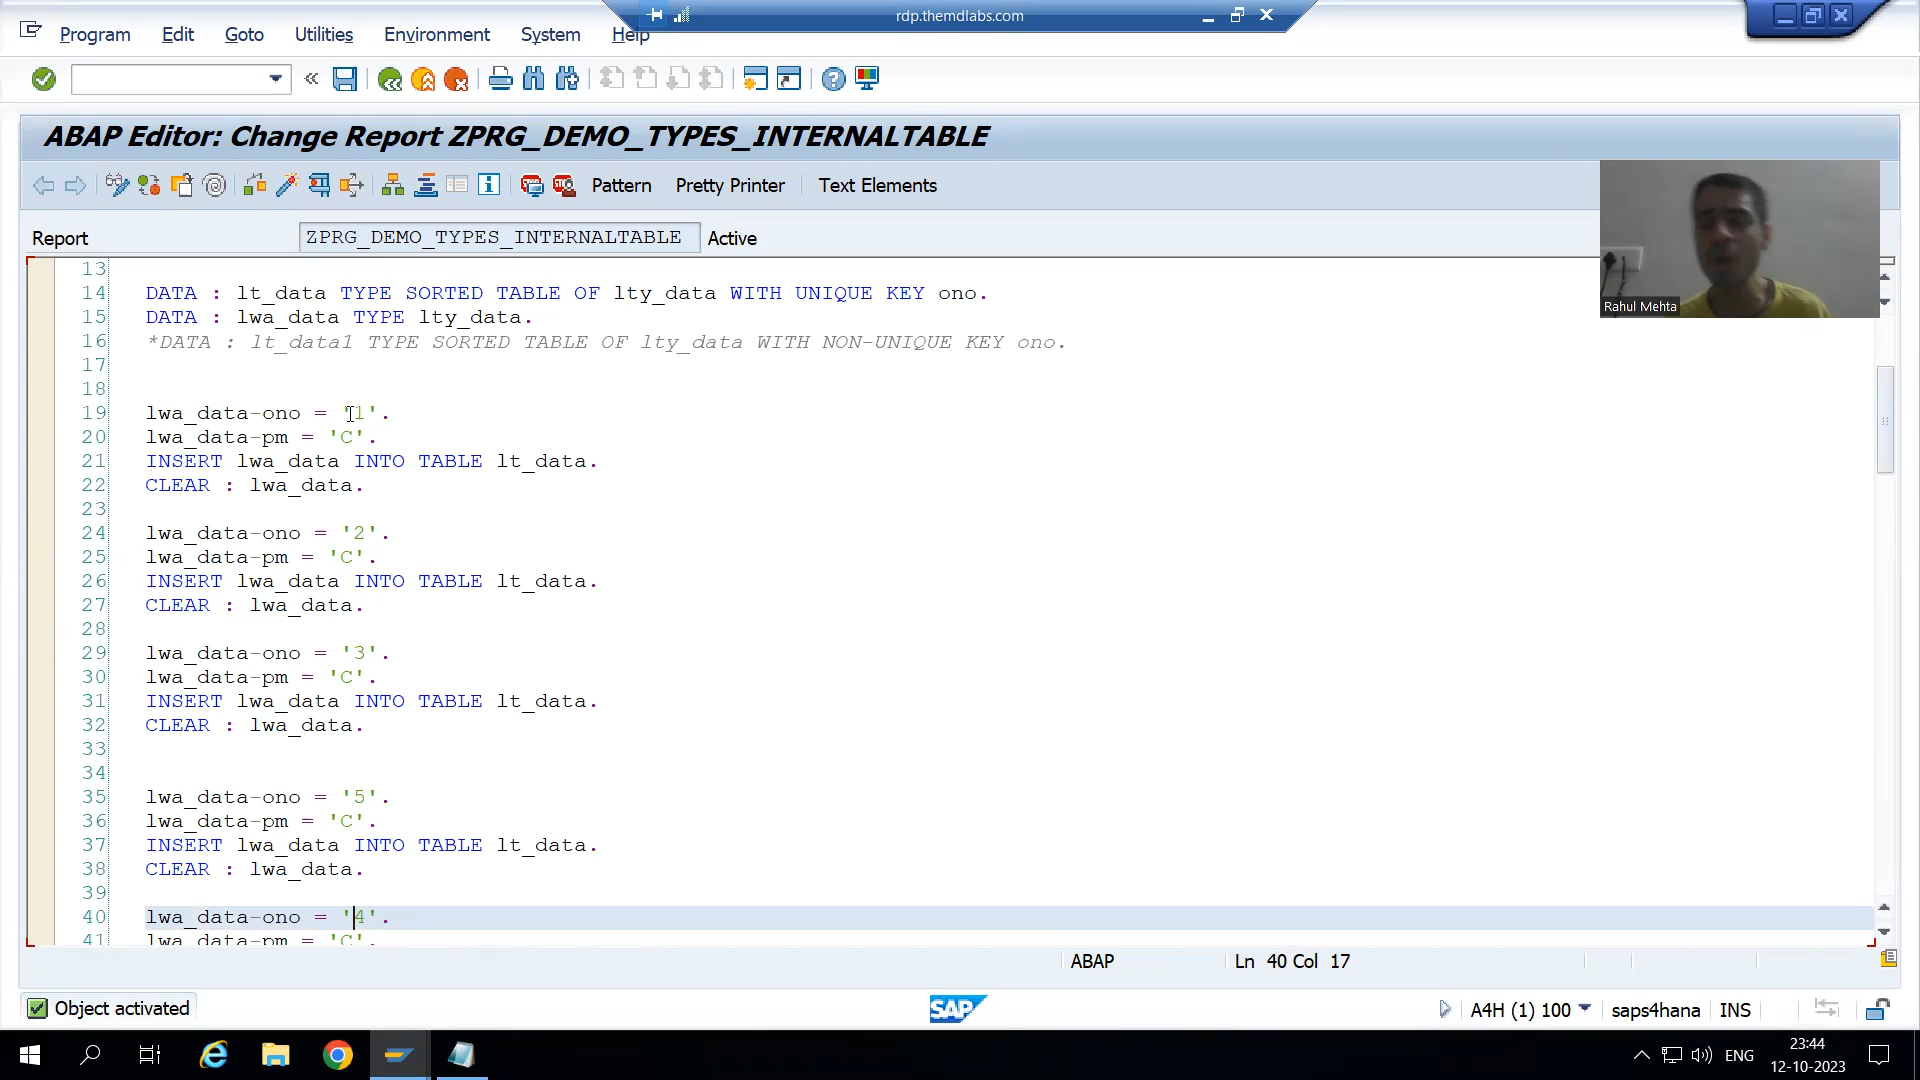 rdp.themdlabs.com
Program Edit Goto Utilities Environment System Help
ABAP Editor: Change Report ZPRG_DEMO_TYPES_INTERNALTABLE
Pattern Pretty Printer Text Elements
Report ZPRG_DEMO_TYPES_INTERNALTABLE Active
Rahul Mehta
13
14 DATA : lt_data TYPE SORTED TABLE OF lty_data WITH UNIQUE KEY ono.
15 DATA : lwa_data TYPE lty_data.
16 *DATA : lt_data1 TYPE SORTED TABLE OF lty_data WITH NON-UNIQUE KEY ono.
17
18
19 lwa_data-ono = '1'.
20 lwa_data-pm = 'C'.
21 INSERT lwa_data INTO TABLE lt_data.
22 CLEAR : lwa_data.
23
24 lwa_data-ono = '2'.
25 lwa_data-pm = 'C'.
26 INSERT lwa_data INTO TABLE lt_data.
27 CLEAR : lwa_data.
28
29 lwa_data-ono = '3'.
30 lwa_data-pm = 'C'.
31 INSERT lwa_data INTO TABLE lt_data.
32 CLEAR : lwa_data.
33
34
35 lwa_data-ono = '5'.
36 lwa_data-pm = 'C'.
37 INSERT lwa_data INTO TABLE lt_data.
38 CLEAR : lwa_data.
39
40 lwa_data-ono = '4'.
41 lwa_data-pm = 'C'.
ABAP Ln 40 Col 17
Object activated SAP A4H (1) 100 saps4hana INS
ENG 23:44
12-10-2023